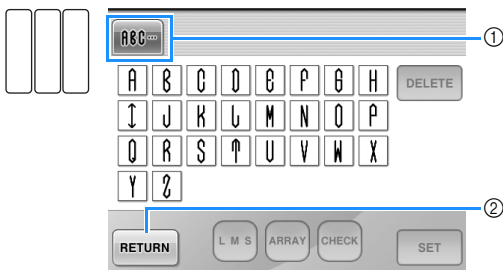 ABC... ①
A B C D E F G H DELETE
I J K L M N O P
Q R S T U V W X
Y Z
②
RETURN L M S ARRAY CHECK SET